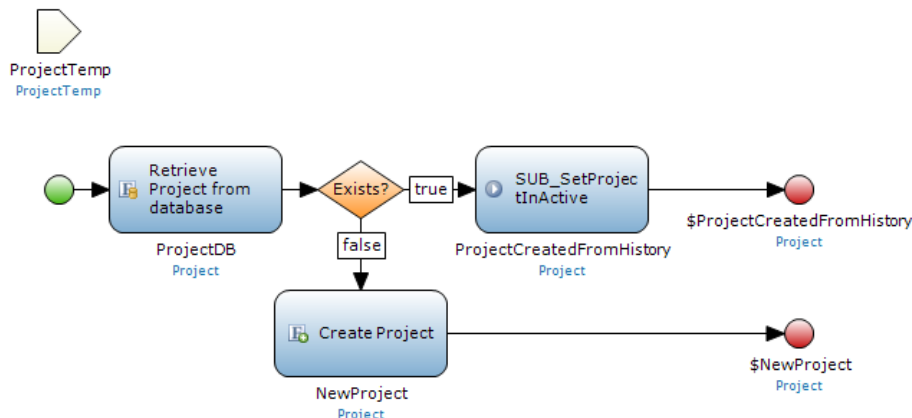 ProjectTemp
ProjectTemp
Retrieve
Project from
database
ProjectDB
Project
Exists?
true
SUB_SetProjec
tInActive
ProjectCreatedFromHistory
Project
$ProjectCreatedFromHistory
Project
false
Create Project
NewProject
Project
$NewProject
Project